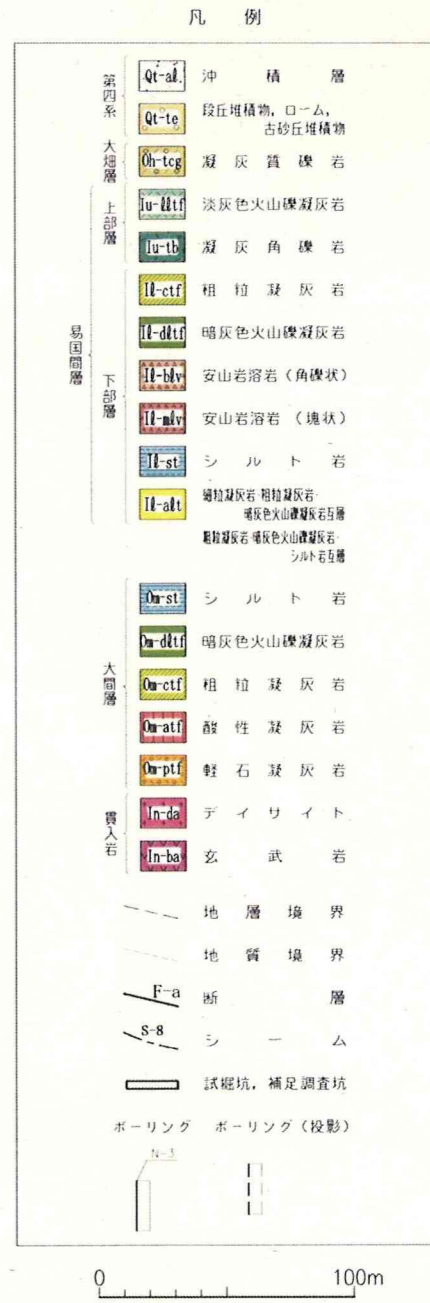 凡 例
第四系
Qt-al 沖積層
Qt-te 段丘堆積物，ローム，
古砂丘堆積物
大畑層
Oh-tcg 凝灰質礫岩
易国間層
上部層
Iu-lltf 淡灰色火山礫凝灰岩
Iu-tb 凝灰角礫岩
下部層
Il-ctf 粗粒凝灰岩
Il-dltf 暗灰色火山礫凝灰岩
Il-blv 安山岩溶岩（角礫状）
Il-mlv 安山岩溶岩（塊状）
Il-st シルト岩
Il-alt 細粒凝灰岩・粗粒凝灰岩・
暗灰色火山礫凝灰岩互層
粗粒凝灰岩・暗灰色火山礫凝灰岩・
シルト岩互層
大間層
Om-st シルト岩
Om-dltf 暗灰色火山礫凝灰岩
Om-ctf 粗粒凝灰岩
Om-atf 酸性凝灰岩
Om-ptf 軽石凝灰岩
貫入岩
In-da デイサイト
In-ba 玄武岩
地層境界
地質境界
F-a 断層
S-8 シーム
試掘坑，補足調査坑
ボーリング ボーリング（投影）
N-3
0 100m